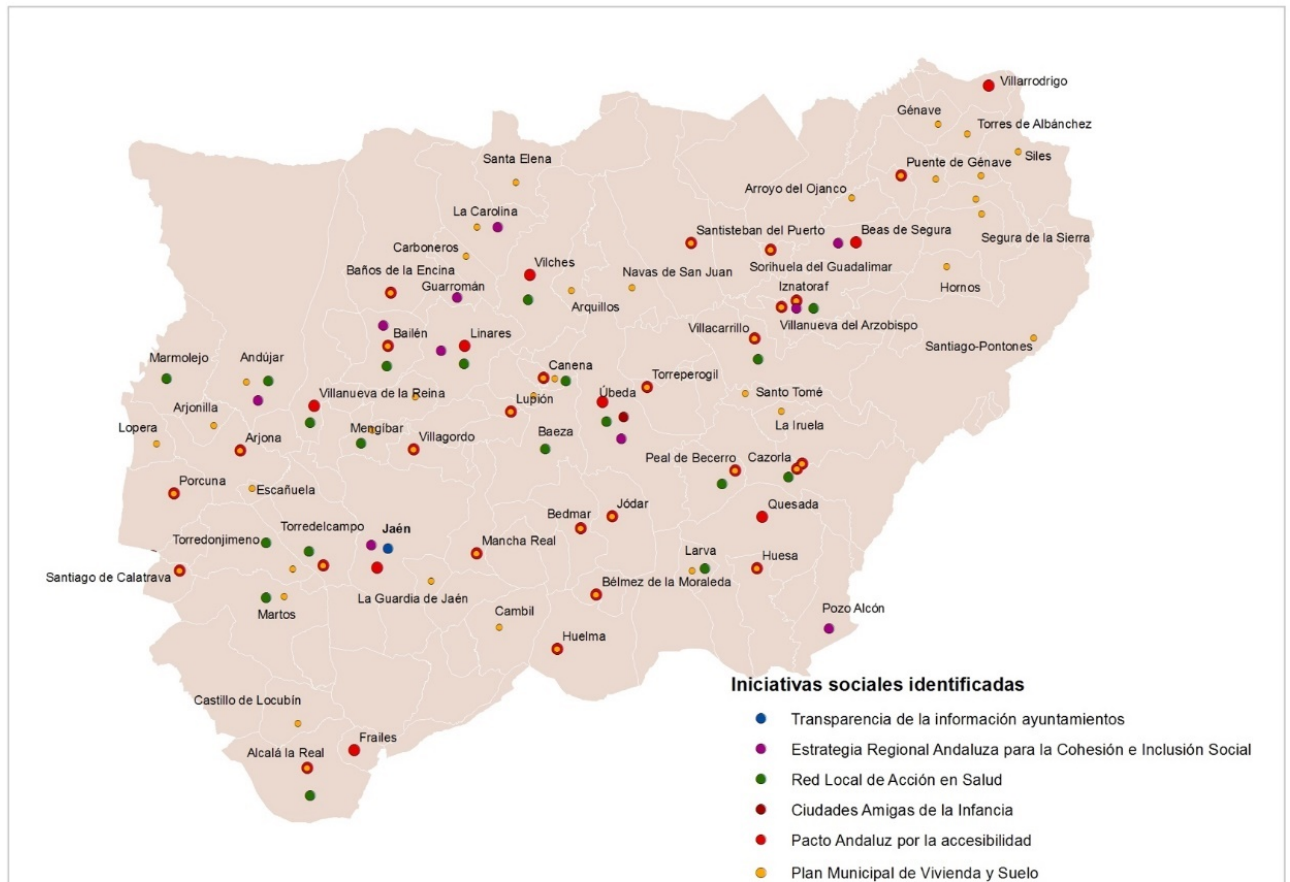 Villarrodrigo
Génave
Torres de Albánchez
Siles
Santa Elena
Puente de Génave
Arroyo del Ojanco
La Carolina
Santisteban del Puerto
Beas de Segura
Segura de la Sierra
Carboneros
Vilches
Sorihuela del Guadalimar
Baños de la Encina
Navas de San Juan
Iznatoraf
Hornos
Guarromán
Arquillos
Bailén
Linares
Villacarrillo
Villanueva del Arzobispo
Santiago-Pontones
Marmolejo
Andújar
Canena
Torreperogil
Villanueva de la Reina
Úbeda
Santo Tomé
Arjonilla
Lupión
La Iruela
Lopera
Arjona
Mengíbar
Villagordo
Baeza
Peal de Becerro
Cazorla
Porcuna
Escañuela
Jódar
Quesada
Bedmar
Torredelcampo
Jaén
Torredonjimeno
Mancha Real
Larva
Huesa
Santiago de Calatrava
Bélmez de la Moraleda
La Guardia de Jaén
Martos
Cambil
Pozo Alcón
Huelma
Castillo de Locubín
Frailes
Alcalá la Real
Iniciativas sociales identificadas
Transparencia de la información ayuntamientos
Estrategia Regional Andaluza para la Cohesión e Inclusión Social
Red Local de Acción en Salud
Ciudades Amigas de la Infancia
Pacto Andaluz por la accesibilidad
Plan Municipal de Vivienda y Suelo